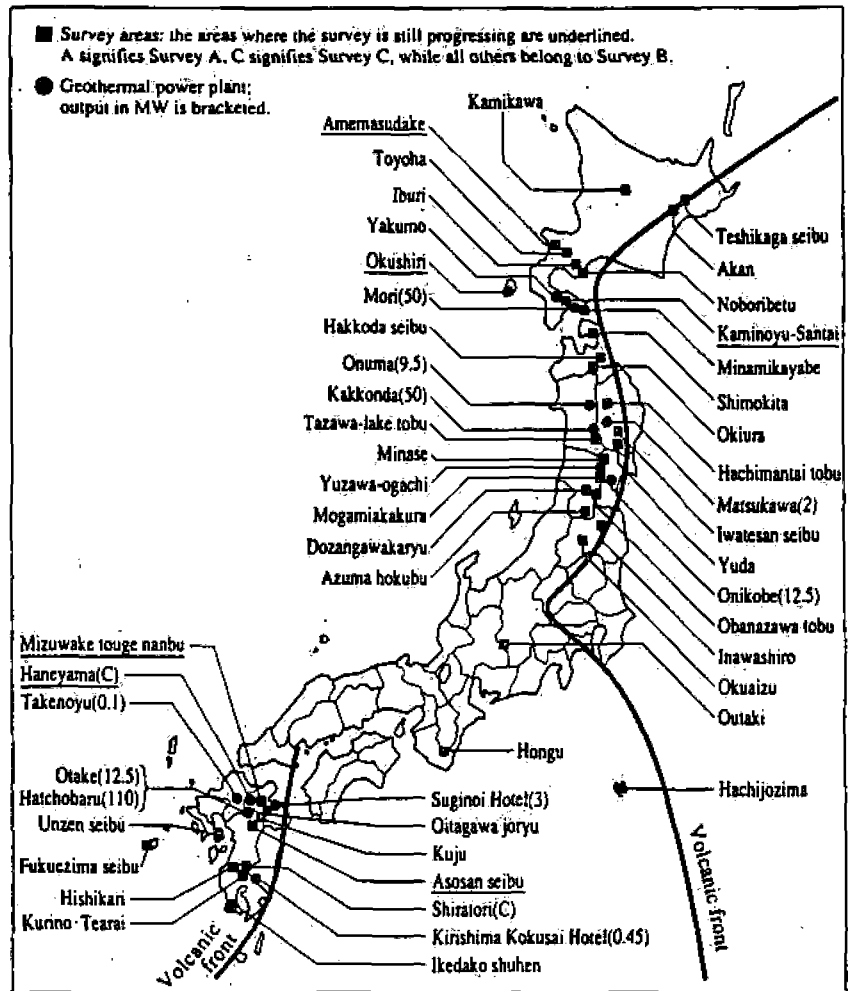 Survey areas: the areas where the survey is still progressing are underlined.
A signifies Survey A, C signifies Survey C, while all others belong to Survey B.
Geothermal power plant;
output in MW is bracketed.
Kamikawa
Amemasudake
Toyoha
Iburi
Yakumo
Okushiri
Mori(50)
Hakkoda seibu
Onuma(9.5)
Kakkonda(50)
Tazawa-lake tobu
Minase
Yuzawa-ogachi
Mogamiakakura
Dozangawakaryu
Azuma hokubu
Teshikaga seibu
Akan
Noboribetu
Kaminoyu-Santai
Minamikayabe
Shimokita
Okiura
Hachimantai tobu
Matsukawa(2)
Iwatesan seibu
Yuda
Onikobe(12.5)
Obanazawa tobu
Inawashiro
Okuaizu
Outaki
Mizuwake touge nanbu
Haneyama(C)
Takenoyu(0.1)
Otake(12.5)
Hatchobaru(110)
Unzen seibu
Fukuezima seibu
Hishikari
Kurino·Tearai
Volcanic front
Hongu
Hachijozima
Suginoi Hotel(3)
Oitagawa joryu
Kuju
Asosan seibu
Shiratori(C)
Kirishima Kokusai Hotel(0.45)
Ikedako shuhen
Volcanic front